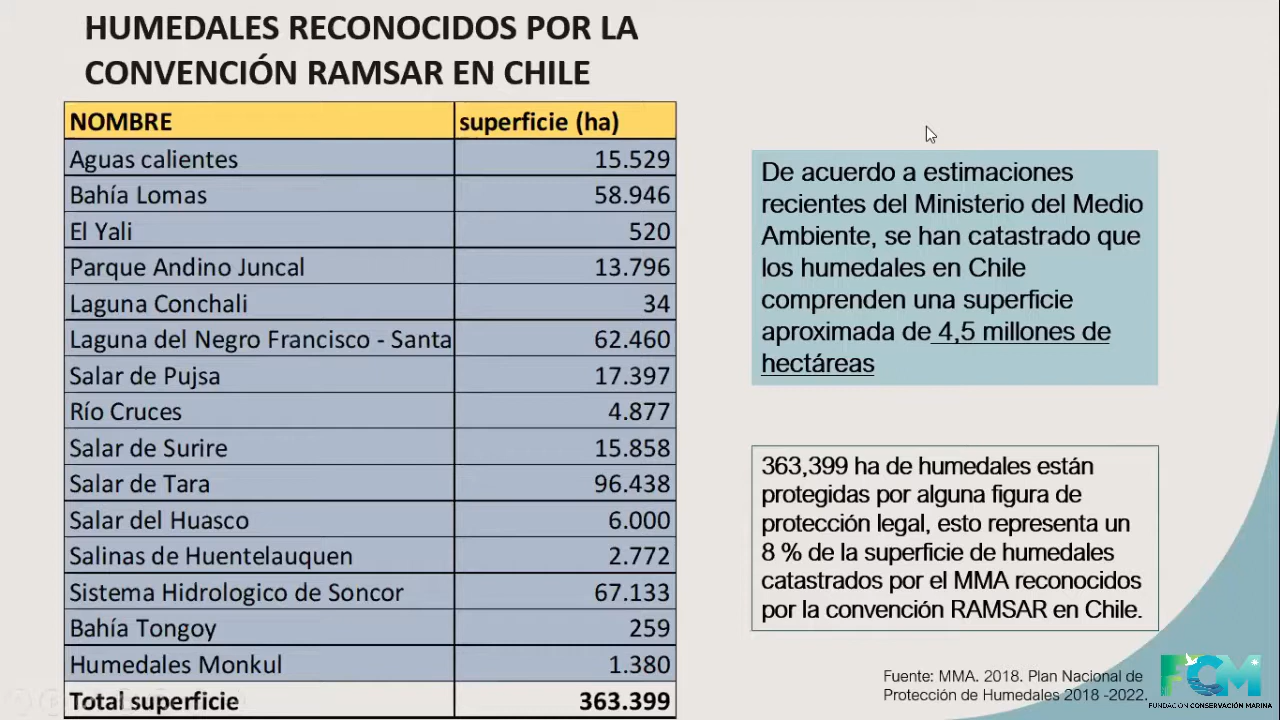 HUMEDALES RECONOCIDOS POR LA
CONVENCIÓN RAMSAR EN CHILE
NOMBRE superficie (ha)
Aguas calientes 15.529
Bahía Lomas 58.946
El Yali 520
Parque Andino Juncal 13.796
Laguna Conchali 34
Laguna del Negro Francisco - Santa 62.460
Salar de Pujsa 17.397
Río Cruces 4.877
Salar de Surire 15.858
Salar de Tara 96.438
Salar del Huasco 6.000
Salinas de Huentelauquen 2.772
Sistema Hidrologico de Soncor 67.133
Bahía Tongoy 259
Humedales Monkul 1.380
Total superficie 363.399
De acuerdo a estimaciones
recientes del Ministerio del Medio
Ambiente, se han catastrado que
los humedales en Chile
comprenden una superficie
aproximada de 4,5 millones de
hectáreas
363,399 ha de humedales están
protegidas por alguna figura de
protección legal, esto representa un
8 % de la superficie de humedales
catastrados por el MMA reconocidos
por la convención RAMSAR en Chile.
Fuente: MMA. 2018. Plan Nacional de
Protección de Humedales 2018 -2022.
FCM
FUNDACIÓN CONSERVACIÓN MARINA